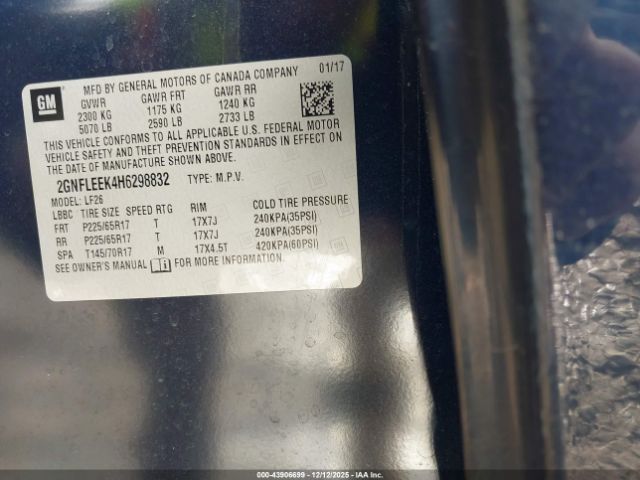 GM
MFD BY GENERAL MOTORS OF CANADA COMPANY 01/17
GVWR GAWR FRT GAWR RR
2300 KG 1175 KG 1240 KG
5070 LB 2590 LB 2733 LB
THIS VEHICLE CONFORMS TO ALL APPLICABLE U.S. FEDERAL MOTOR
VEHICLE SAFETY AND THEFT PREVENTION STANDARDS IN EFFECT ON
THE DATE OF MANUFACTURE SHOWN ABOVE.
2GNFLEEK4H6298832 TYPE: M.P.V.
MODEL: LF26
LBBC TIRE SIZE SPEED RTG RIM COLD TIRE PRESSURE
FRT P225/65R17 T 17X7J 240KPA(35PSI)
RR P225/65R17 T 17X7J 240KPA(35PSI)
SPA T145/70R17 M 17X4.5T 420KPA(60PSI)
SEE OWNER'S MANUAL FOR MORE INFORMATION
000-43906699 - 12/12/2025 - IAA Inc.